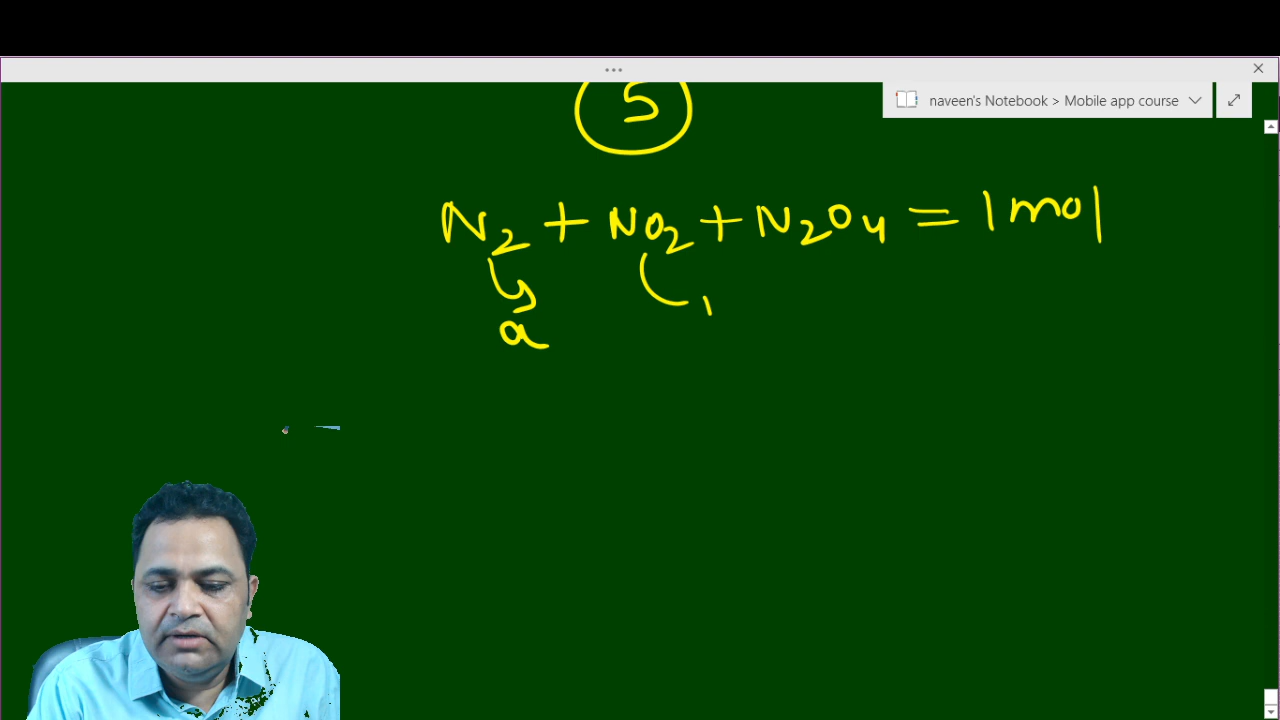 naveen's Notebook > Mobile app course
5
N₂ + NO₂ + N₂O₄ = 1 mol
a